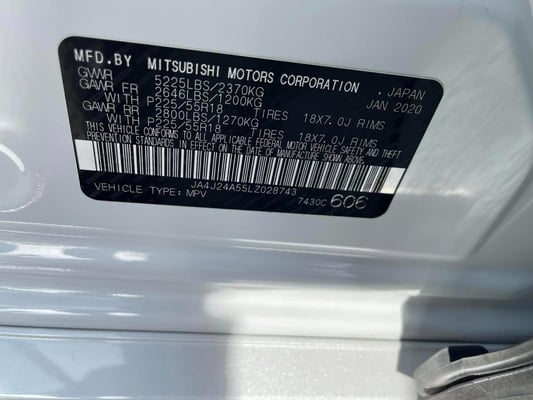 MFD.BY MITSUBISHI MOTORS CORPORATION , JAPAN
GVWR 5225LBS/2370KG JAN 2020
GAWR FR 2646LBS/1200KG
WITH P225/55R18 TIRES 18X7.0J RIMS
GAWR RR 2800LBS/1270KG
WITH P225/55R18 TIRES 18X7.0J RIMS
THIS VEHICLE CONFORMS TO ALL APPLICABLE FEDERAL MOTOR VEHICLE SAFETY AND
THEFT PREVENTION STANDARDS IN EFFECT ON THE DATE OF MANUFACTURE SHOWN ABOVE.
JA4J24A55LZ028743
VEHICLE TYPE: MPV 7430C 606